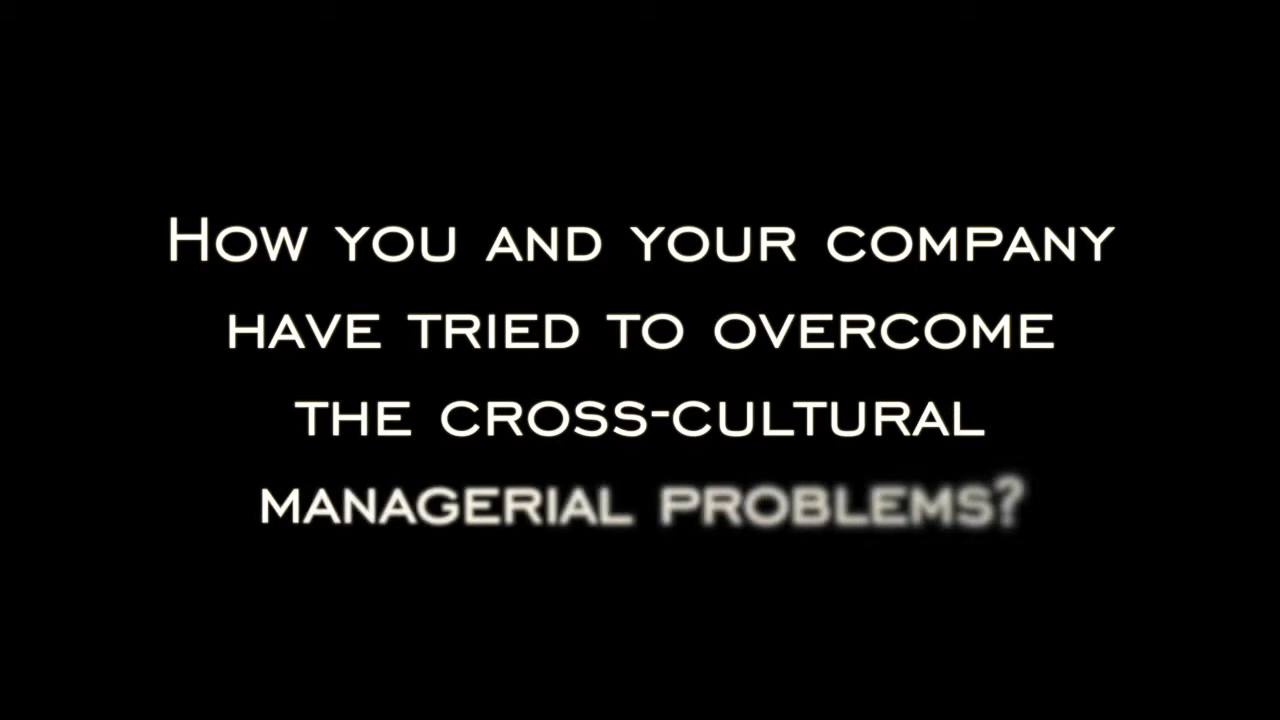 How you and your company
have tried to overcome
the cross-cultural
managerial problems?